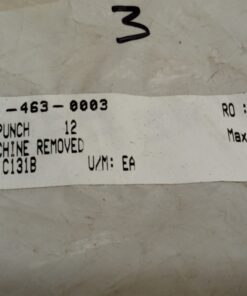 3
-463-0003
RO :
PUNCH 12
Max
CHINE REMOVED
C131B U/M: EA